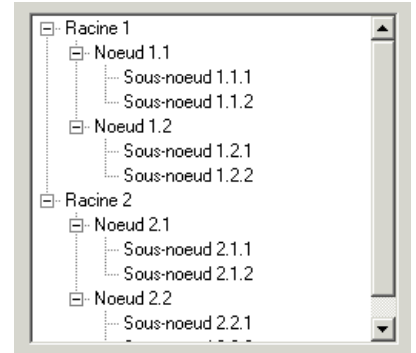 Racine 1
Noeud 1.1
Sous-noeud 1.1.1
Sous-noeud 1.1.2
Noeud 1.2
Sous-noeud 1.2.1
Sous-noeud 1.2.2
Racine 2
Noeud 2.1
Sous-noeud 2.1.1
Sous-noeud 2.1.2
Noeud 2.2
Sous-noeud 2.2.1